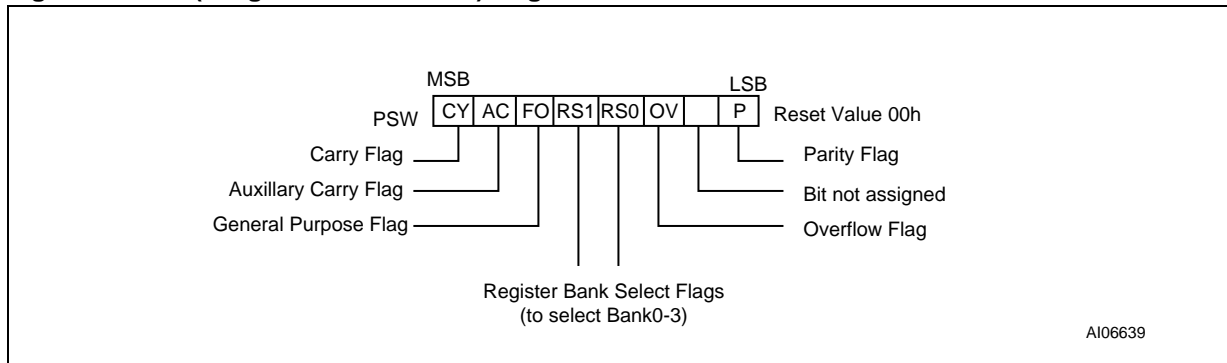 MSB
LSB
PSW CY AC FO RS1 RS0 OV P Reset Value 00h
Carry Flag
Parity Flag
Auxillary Carry Flag
Bit not assigned
General Purpose Flag
Overflow Flag
Register Bank Select Flags
(to select Bank0-3)
AI06639